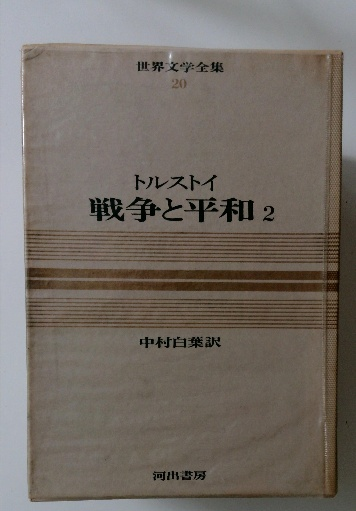 世界文学全集
20
トルストイ
戦争と平和 2
中村白葉訳
河出書房